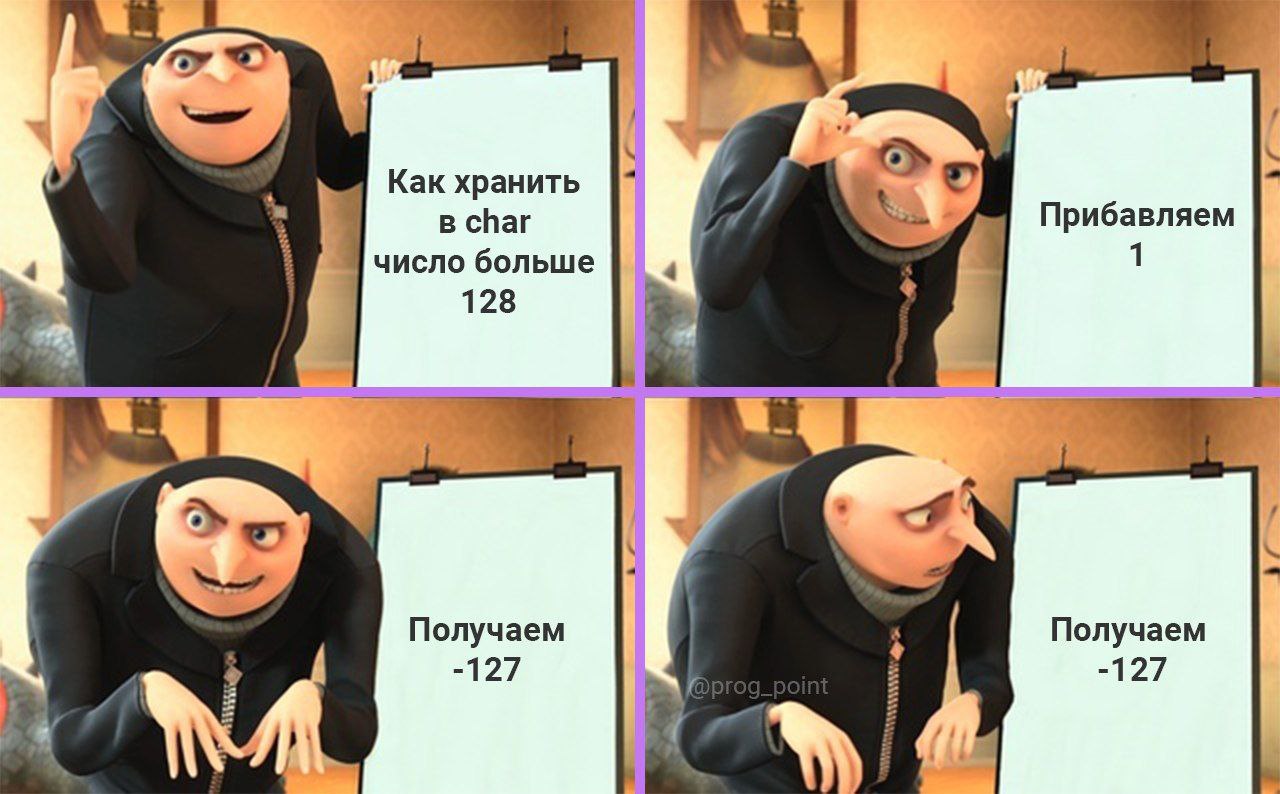 Как хранить
в char
число больше
128
Прибавляем
1
Получаем
-127
Получаем
-127
@prog_point